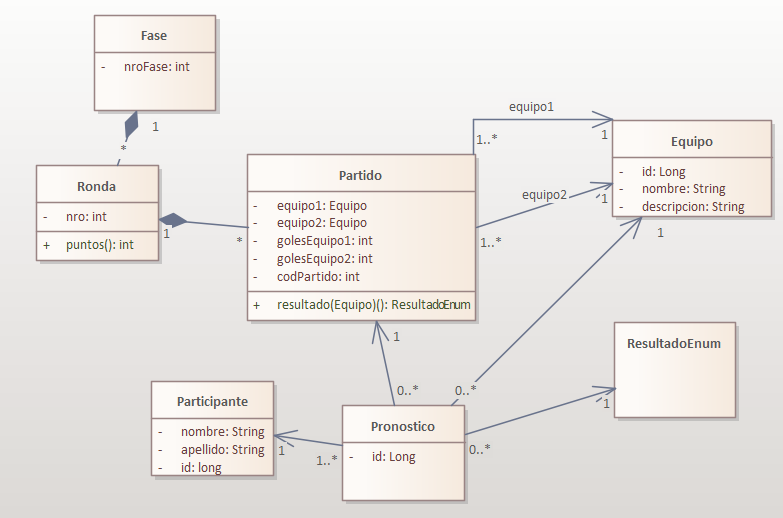 Fase
- nroFase: int
1
*
Ronda
- nro: int
+ puntos(): int
1
*
Partido
- equipo1: Equipo
- equipo2: Equipo
- golesEquipo1: int
- golesEquipo2: int
- codPartido: int
+ resultado(Equipo)(): ResultadoEnum
equipo1
1..*
1
equipo2
1..*
1
Equipo
- id: Long
- nombre: String
- descripcion: String
1
1
0..*
0..*
ResultadoEnum
1
0..*
Participante
- nombre: String
- apellido: String
- id: long
1
1..*
Pronostico
- id: Long